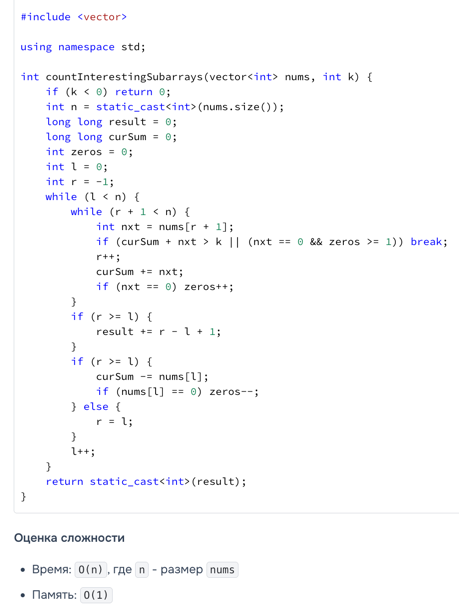 #include <vector>
using namespace std;
int countInterestingSubarrays(vector<int> nums, int k) {
    if (k < 0) return 0;
    int n = static_cast<int>(nums.size());
    long long result = 0;
    long long curSum = 0;
    int zeros = 0;
    int l = 0;
    int r = -1;
    while (l < n) {
        while (r + 1 < n) {
            int nxt = nums[r + 1];
            if (curSum + nxt > k || (nxt == 0 && zeros >= 1)) break;
            r++;
            curSum += nxt;
            if (nxt == 0) zeros++;
        }
        if (r >= l) {
            result += r - l + 1;
        }
        if (r >= l) {
            curSum -= nums[l];
            if (nums[l] == 0) zeros--;
        } else {
            r = l;
        }
        l++;
    }
    return static_cast<int>(result);
}
Оценка сложности
• Время: O(n), где n - размер nums
• Память: O(1)